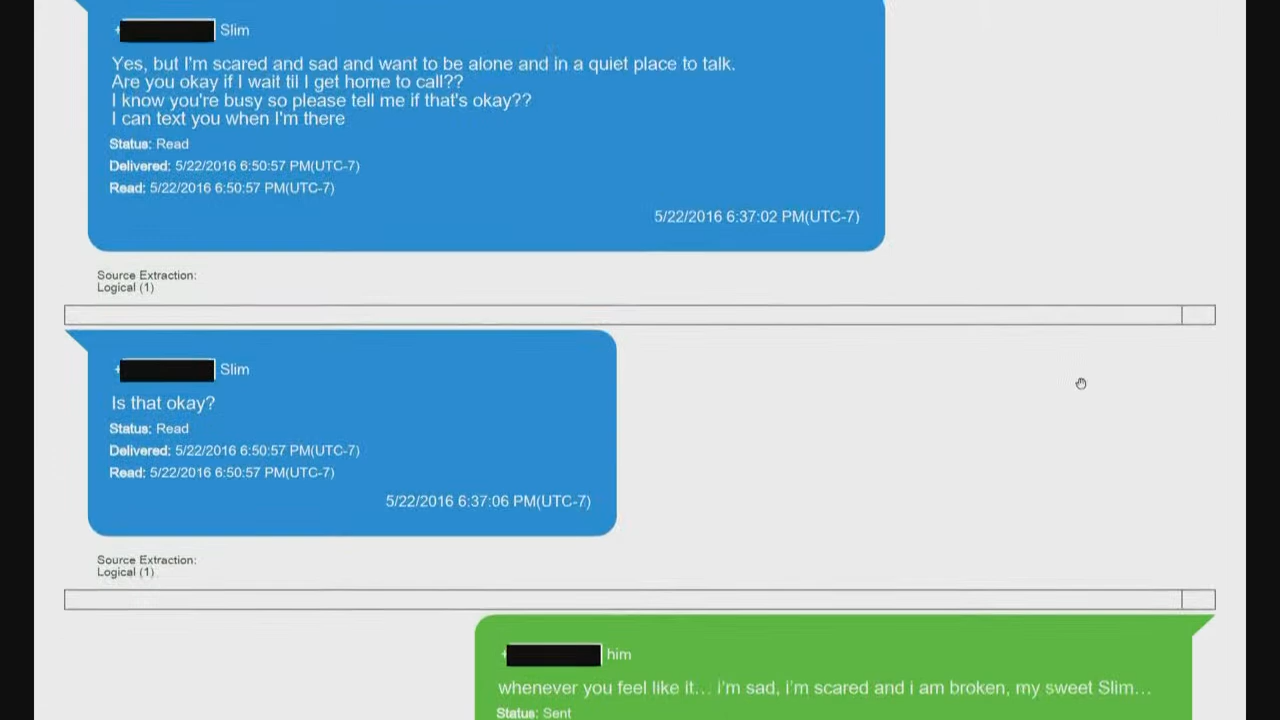 Slim
Yes, but I'm scared and sad and want to be alone and in a quiet place to talk.
Are you okay if I wait til I get home to call??
I know you're busy so please tell me if that's okay??
I can text you when I'm there
Status: Read
Delivered: 5/22/2016 6:50:57 PM(UTC-7)
Read: 5/22/2016 6:50:57 PM(UTC-7)
5/22/2016 6:37:02 PM(UTC-7)
Source Extraction:
Logical (1)
Slim
Is that okay?
Status: Read
Delivered: 5/22/2016 6:50:57 PM(UTC-7)
Read: 5/22/2016 6:50:57 PM(UTC-7)
5/22/2016 6:37:06 PM(UTC-7)
Source Extraction:
Logical (1)
him
whenever you feel like it... i'm sad, i'm scared and i am broken, my sweet Slim...
Status: Sent